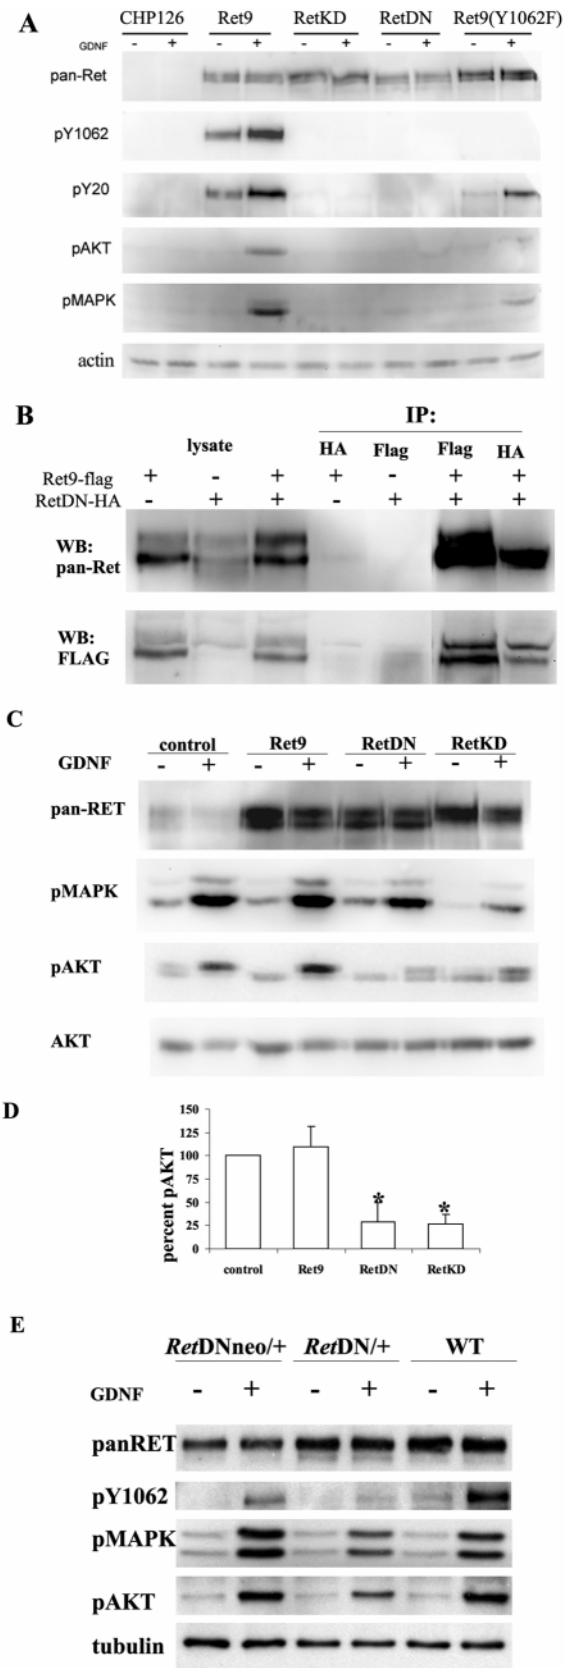 A
CHP126 Ret9 RetKD RetDN Ret9(Y1062F)
GDNF - + - + - + - + - +
pan-Ret
pY1062
pY20
pAKT
pMAPK
actin
B
IP:
lysate HA Flag Flag HA
Ret9-flag + - + + - + +
RetDN-HA - + + - + + +
WB:
pan-Ret
WB:
FLAG
C
control Ret9 RetDN RetKD
GDNF - + - + - + - +
pan-RET
pMAPK
pAKT
AKT
D
percent pAKT
150
125
100
75
50
25
0
* *
control Ret9 RetDN RetKD
E
RetDNneo/+ RetDN/+ WT
GDNF - + - + - +
panRET
pY1062
pMAPK
pAKT
tubulin